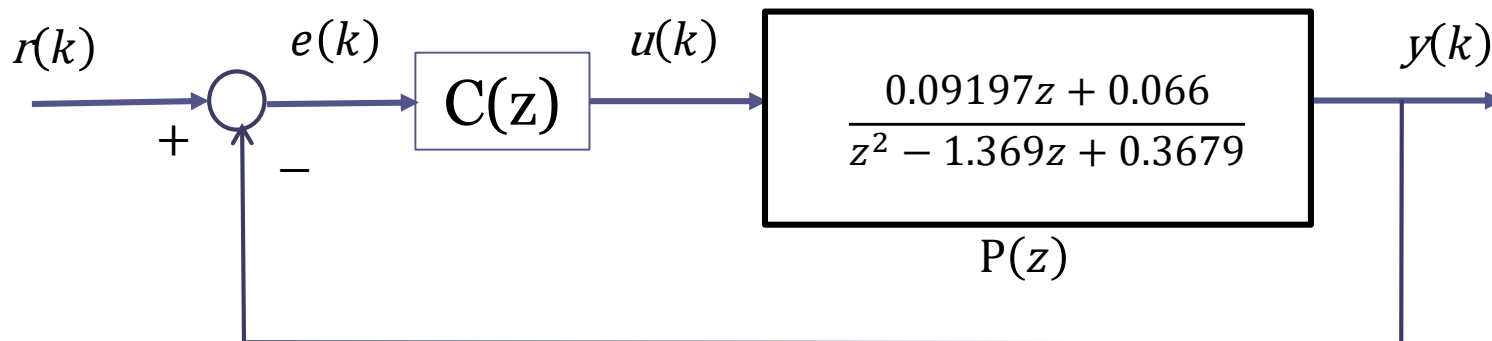 r(k)
e(k)
u(k)
y(k)
+
−
C(z)
0.09197z + 0.066
z² − 1.369z + 0.3679
P(z)